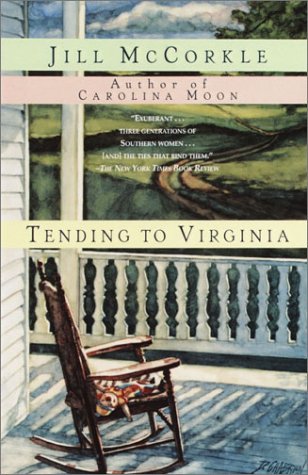 JILL MCCORKLE
Author of
CAROLINA MOON
"EXUBERANT . . .
THREE GENERATIONS OF
SOUTHERN WOMEN . . .
[AND] THE TIES THAT BIND THEM."
–THE NEW YORK TIMES BOOK REVIEW
TENDING TO VIRGINIA